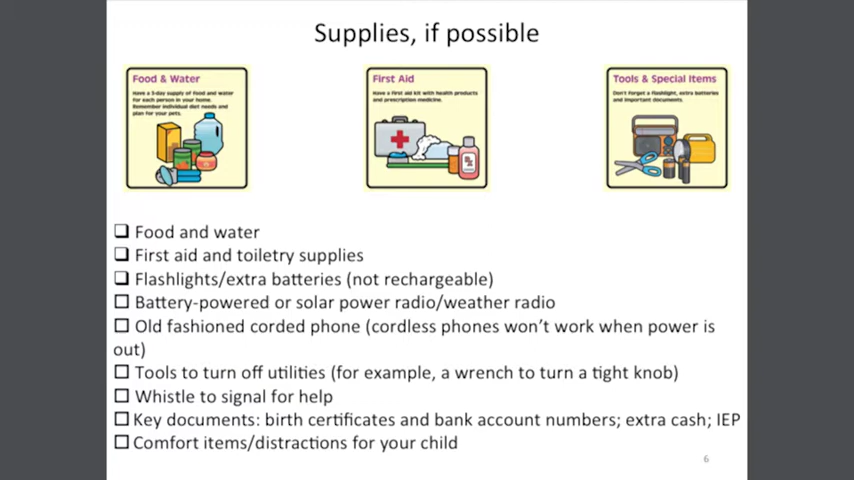 Supplies, if possible
Food & Water
Have a 3-day supply of food and water
for each person in your home.
Remember individual diet needs and
plan for your pets.
First Aid
Have a first aid kit with health products
and prescription medicine.
Tools & Special Items
Don't forget a flashlight, extra batteries
and important documents.
Food and water
First aid and toiletry supplies
Flashlights/extra batteries (not rechargeable)
Battery-powered or solar power radio/weather radio
Old fashioned corded phone (cordless phones won't work when power is
out)
Tools to turn off utilities (for example, a wrench to turn a tight knob)
Whistle to signal for help
Key documents: birth certificates and bank account numbers; extra cash; IEP
Comfort items/distractions for your child
6